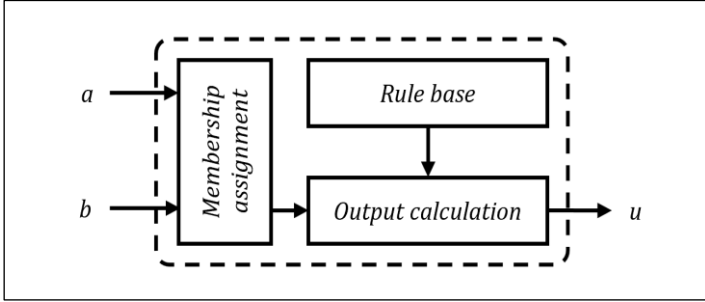 a
b
Membership
assignment
Rule base
Output calculation
u